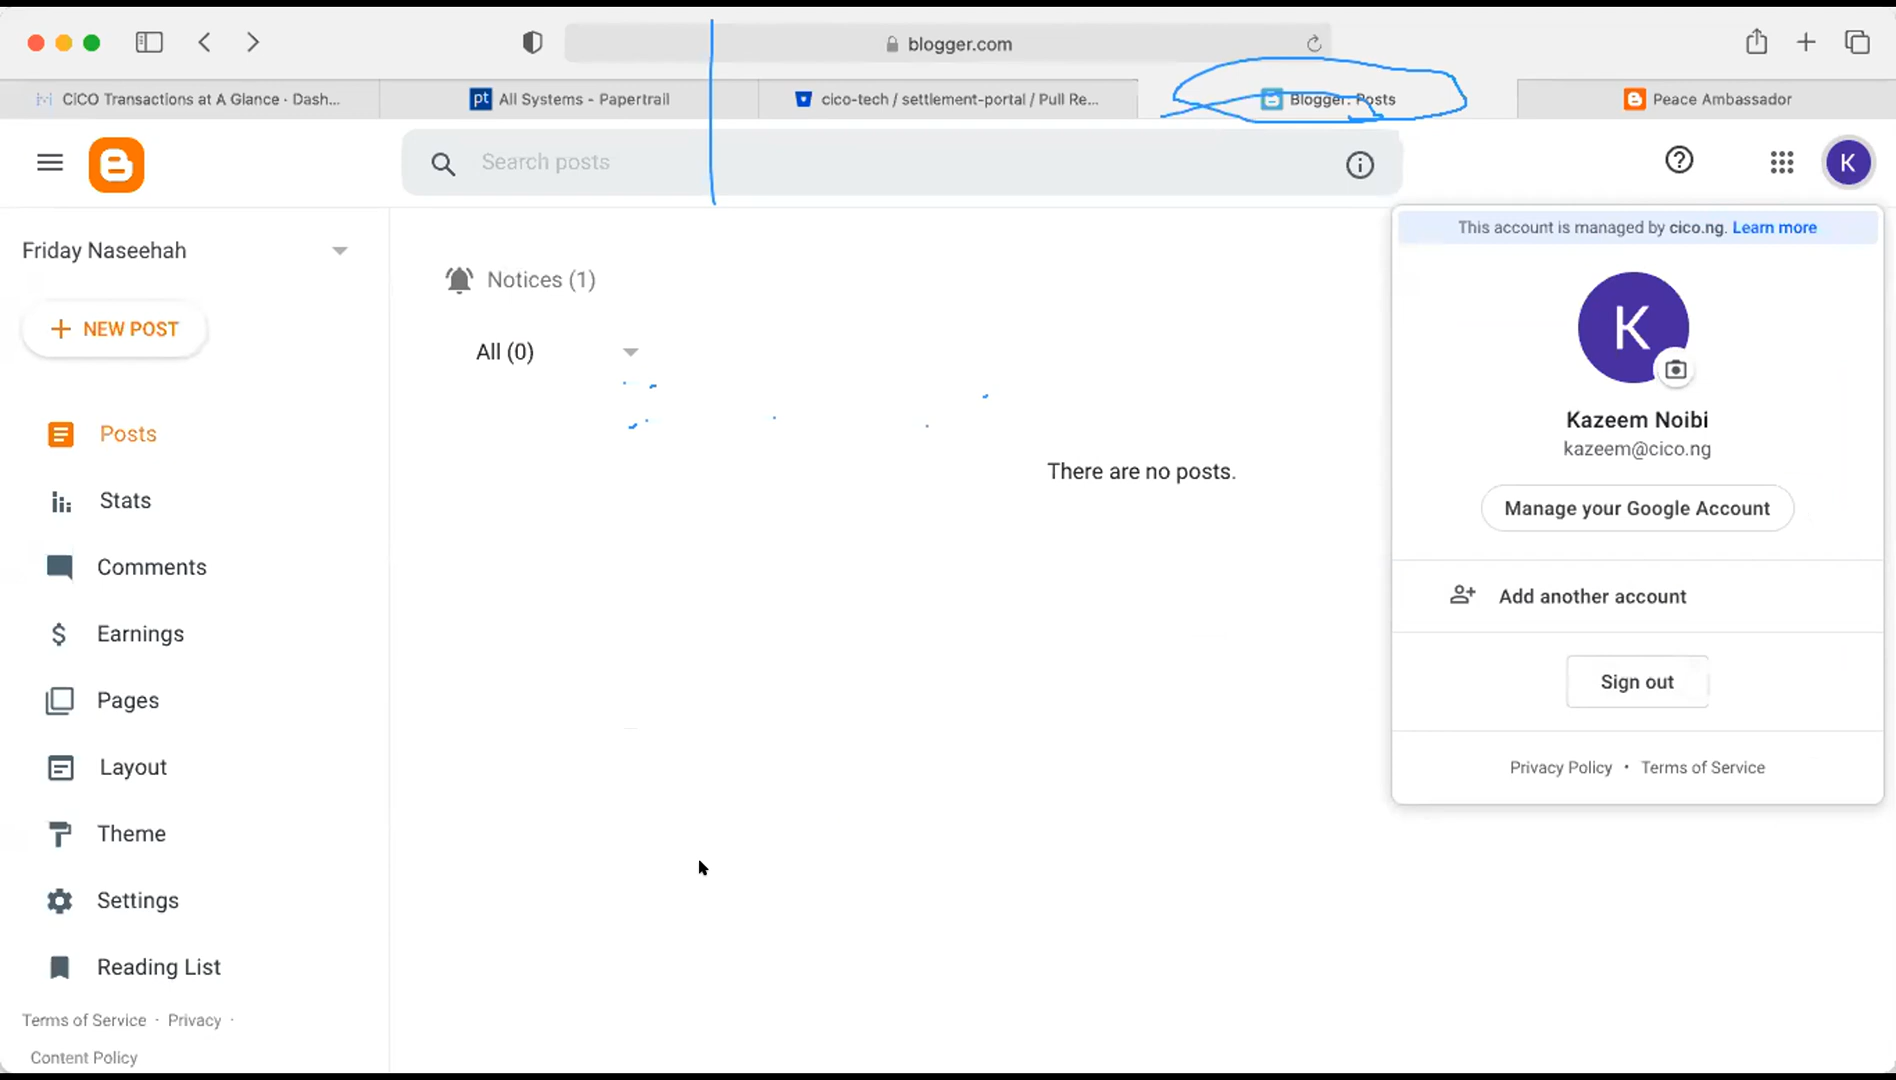 blogger.com
CiCO Transactions at A Glance · Dash...
pt All Systems - Papertrail
cico-tech / settlement-portal / Pull Re...
Blogger: Posts
Peace Ambassador
Search posts
K
Friday Naseehah
NEW POST
Posts
Stats
Comments
Earnings
Pages
Layout
Theme
Settings
Reading List
Terms of Service · Privacy ·
Content Policy
Notices (1)
All (0)
There are no posts.
This account is managed by cico.ng. Learn more
K
Kazeem Noibi
kazeem@cico.ng
Manage your Google Account
Add another account
Sign out
Privacy Policy • Terms of Service